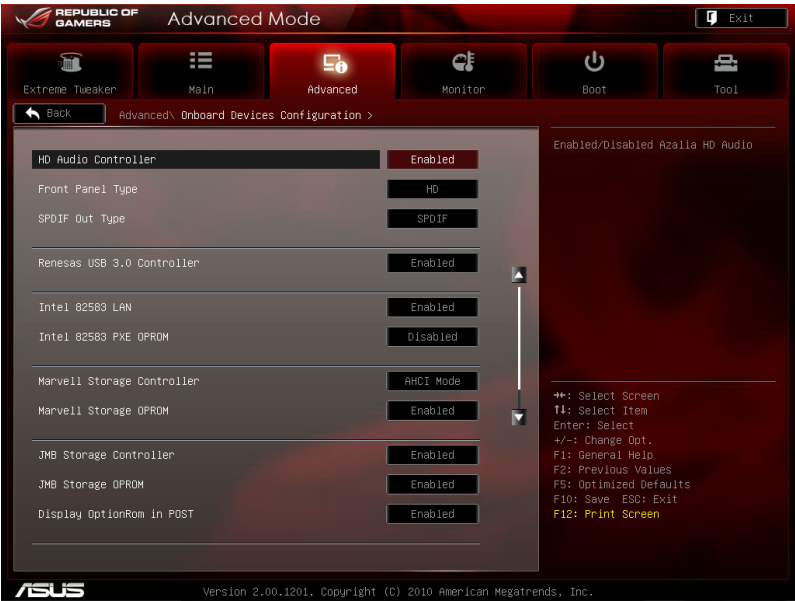 REPUBLIC OF
GAMERS
Advanced Mode
Exit
Extreme Tweaker
Main
Advanced
Monitor
Boot
Tool
Back
Advanced\ Onboard Devices Configuration >
HD Audio Controller Enabled
Front Panel Type HD
SPDIF Out Type SPDIF
Renesas USB 3.0 Controller Enabled
Intel 82583 LAN Enabled
Intel 82583 PXE OPROM Disabled
Marvell Storage Controller AHCI Mode
Marvell Storage OPROM Enabled
JMB Storage Controller Enabled
JMB Storage OPROM Enabled
Display OptionRom in POST Enabled
Enabled/Disabled Azalia HD Audio
→←: Select Screen
↑↓: Select Item
Enter: Select
+/-: Change Opt.
F1: General Help
F2: Previous Values
F5: Optimized Defaults
F10: Save ESC: Exit
F12: Print Screen
ASUS
Version 2.00.1201. Copyright (C) 2010 American Megatrends, Inc.